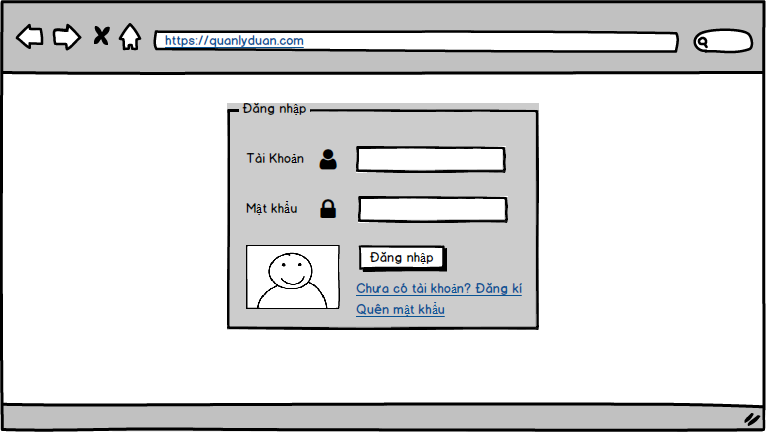 https://quanlyduan.com
Đăng nhập
Tài Khoản
Mật khẩu
Đăng nhập
Chưa có tài khoản? Đăng kí
Quên mật khẩu